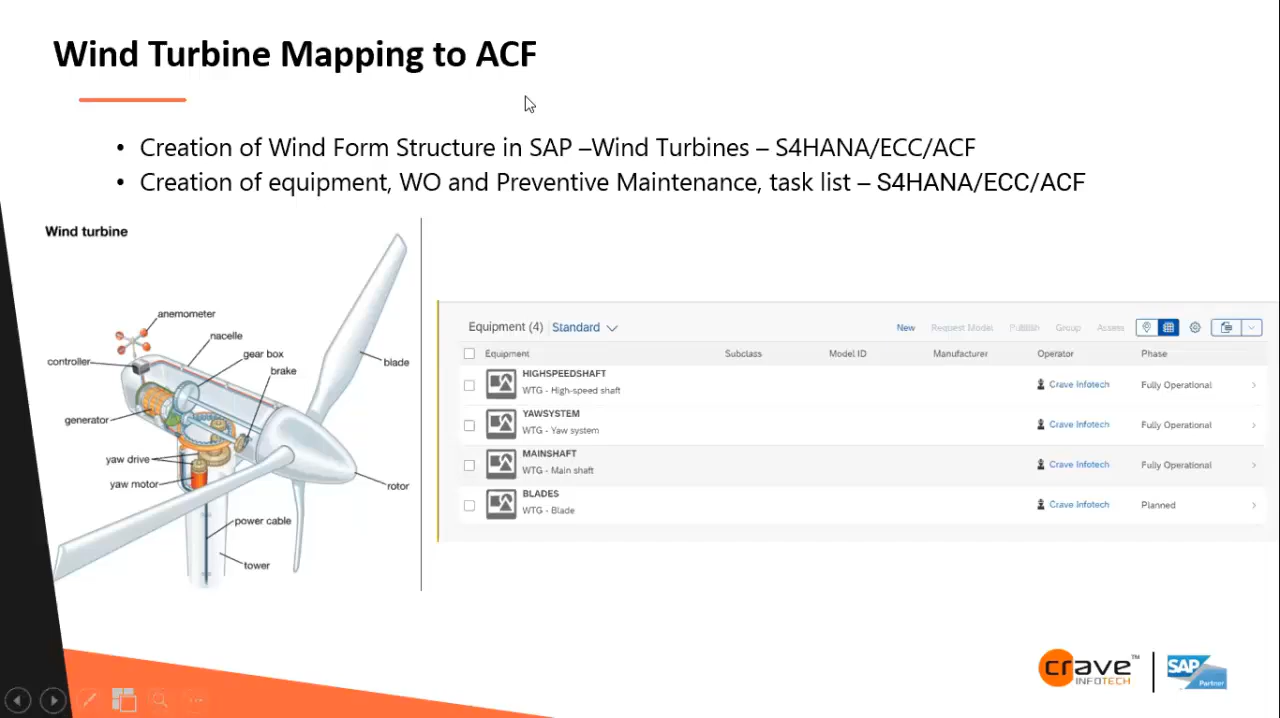 Wind Turbine Mapping to ACF
• Creation of Wind Form Structure in SAP –Wind Turbines – S4HANA/ECC/ACF
• Creation of equipment, WO and Preventive Maintenance, task list – S4HANA/ECC/ACF
Wind turbine
anemometer
nacelle
gear box
controller
brake
blade
generator
yaw drive
yaw motor
rotor
power cable
tower
Equipment (4) Standard New Request Model Publish Group Assess
Equipment Subclass Model ID Manufacturer Operator Phase
HIGHSPEEDSHAFT
WTG - High-speed shaft Crave Infotech Fully Operational
YAWSYSTEM
WTG - Yaw system Crave Infotech Fully Operational
MAINSHAFT
WTG - Main shaft Crave Infotech Fully Operational
BLADES
WTG - Blade Crave Infotech Planned
crave™
INFOTECH
SAP
Partner